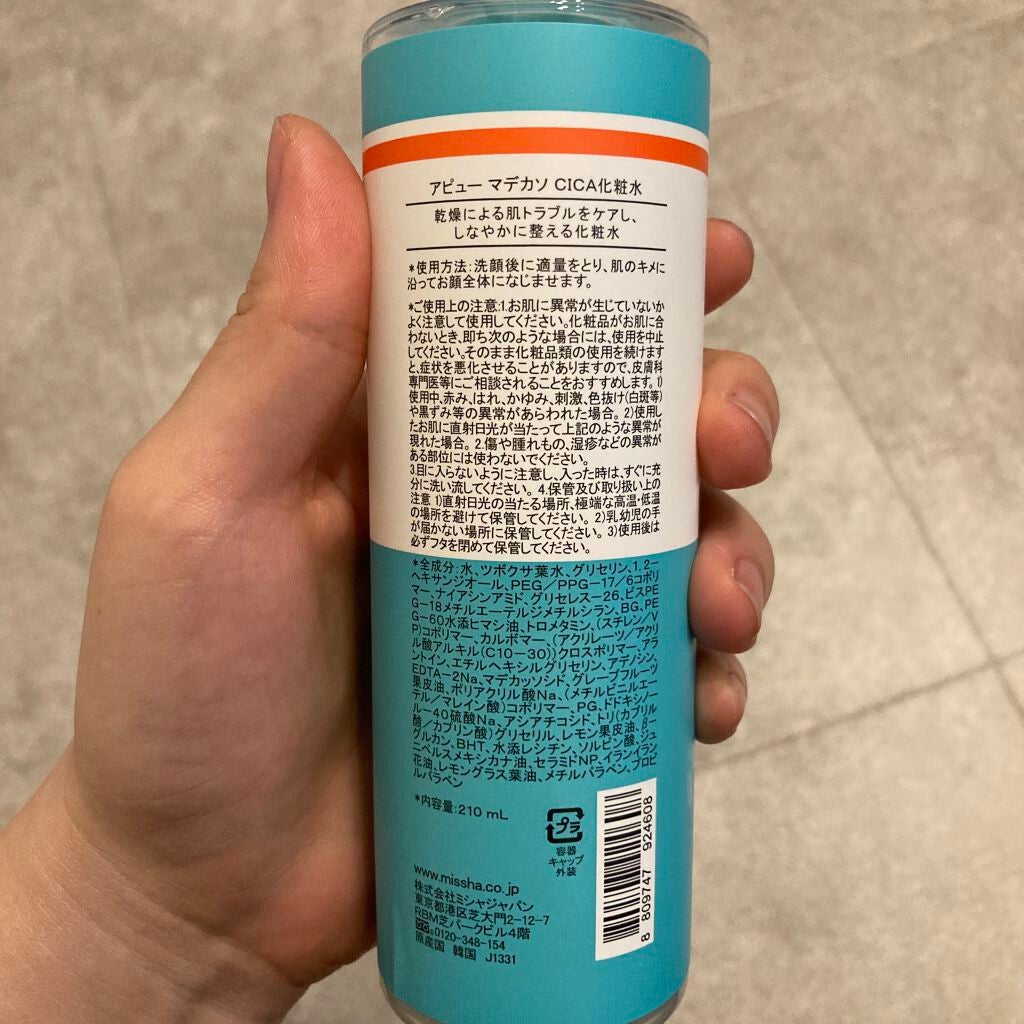 アピュー マデカソ CICA化粧水
乾燥による肌トラブルをケアし、
しなやかに整える化粧水
*使用方法:洗顔後に適量をとり、肌のキメに
沿ってお顔全体になじませます。
*ご使用上の注意:1.お肌に異常が生じていないか
よく注意して使用してください。化粧品がお肌に合
わないとき、即ち次のような場合には、使用を中止
してください。そのまま化粧品類の使用を続けます
と、症状を悪化させることがありますので、皮膚科
専門医等にご相談されることをおすすめします。1)
使用中、赤み、はれ、かゆみ、刺激、色抜け(白斑等)
や黒ずみ等の異常があらわれた場合。2)使用し
たお肌に直射日光が当たって上記のような異常が
現れた場合。2.傷や腫れもの、湿疹などの異常が
ある部位には使わないでください。
3.目に入らないように注意し、入った時は、すぐに充
分に洗い流してください。4.保管及び取り扱い上の
注意 1)直射日光の当たる場所、極端な高温・低温
の場所を避けて保管してください。2)乳幼児の手
が届かない場所に保管してください。3)使用後は
必ずフタを閉めて保管してください。
*全成分:水、ツボクサ葉水、グリセリン、1,2-
ヘキサンジオール、PEG/PPG-17/6コポリ
マー、ナイアシンアミド、グリセレス-26、ビスPE
G-18メチルエーテルジメチルシラン、BG、PE
G-60水添ヒマシ油、トロメタミン、(スチレン/V
P)コポリマー、カルボマー、(アクリレーツ/アクリ
ル酸アルキル(C10-30))クロスポリマー、アラ
ントイン、エチルヘキシルグリセリン、アデノシン、
EDTA-2Na、マデカッソシド、グレープフルーツ
果皮油、ポリアクリル酸Na、(メチルビニルエー
テル/マレイン酸)コポリマー、PG、ドドキシノー
ル-40硫酸Na、アシアチコシド、トリ(カプリル
酸/カプリン酸)グリセリル、レモン果皮油、β-
グルカン、BHT、水添レシチン、ソルビン酸、ジュ
ニペルスメキシカナ油、セラミドNP、イランイラン
花油、レモングラス葉油、メチルパラベン、プロピ
ルパラベン
*内容量:210 mL
プラ
容器
キャップ
外装
www.missha.co.jp
株式会社ミシャジャパン
東京都港区芝大門2-12-7
RBM芝パークビル4階
0120-348-154
原産国 韓国 J1331
8 809747 924608